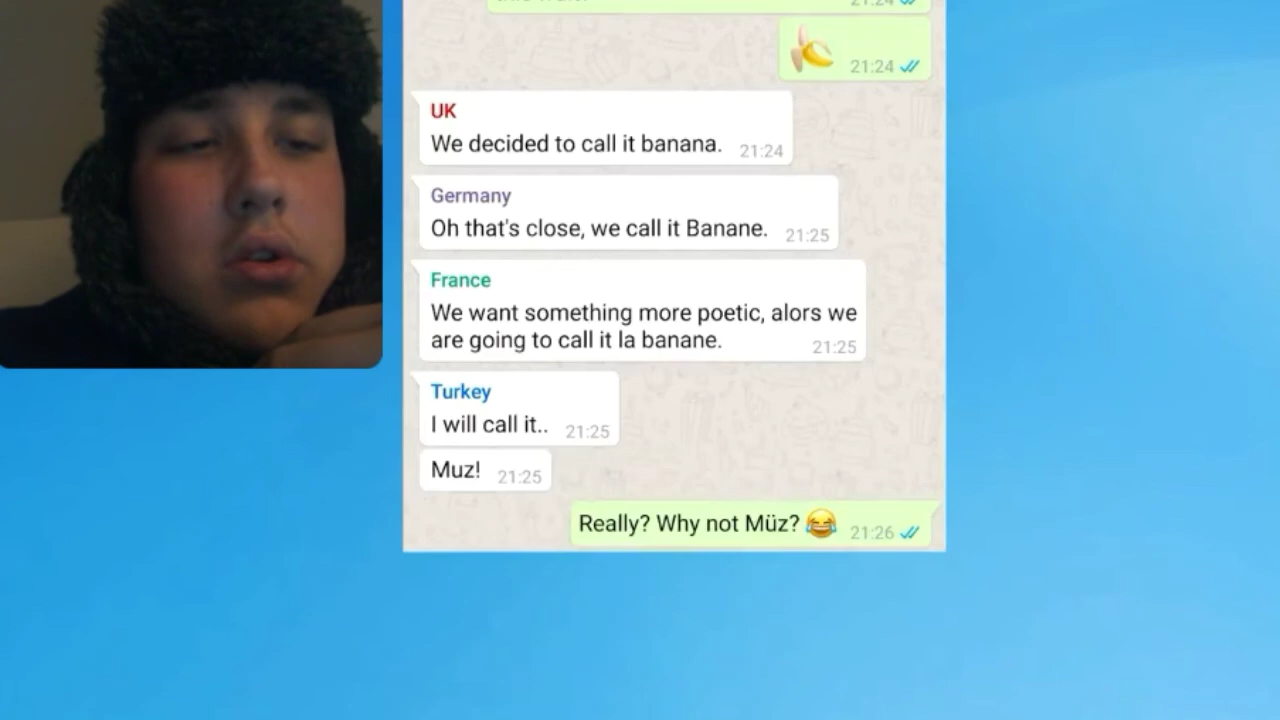 21:24
21:24
UK
We decided to call it banana. 21:24
Germany
Oh that's close, we call it Banane. 21:25
France
We want something more poetic, alors we
are going to call it la banane. 21:25
Turkey
I will call it.. 21:25
Muz! 21:25
Really? Why not Müz? 😂 21:26